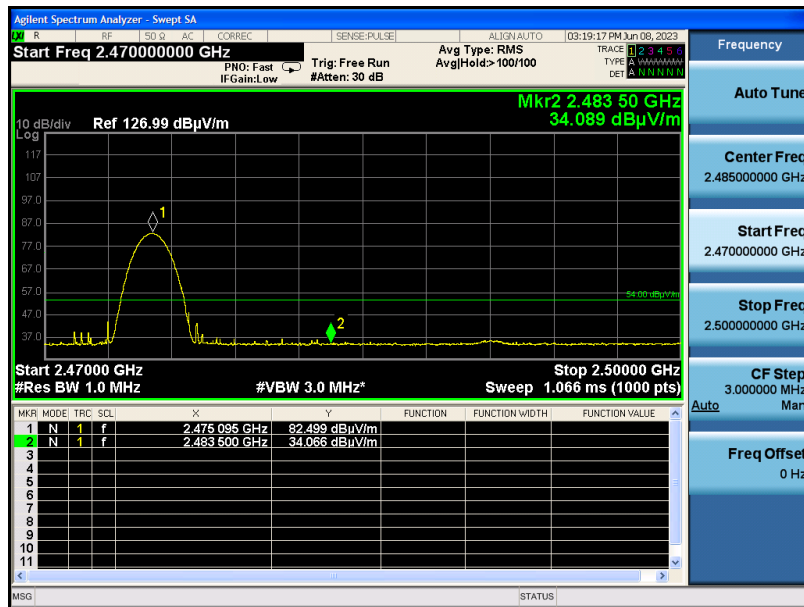 Agilent Spectrum Analyzer - Swept SA
LXI R RF 50 Ω AC CORREC SENSE:PULSE ALIGN AUTO 03:19:17 PM Jun 08, 2023
Start Freq 2.470000000 GHz
PNO: Fast
IFGain:Low
Trig: Free Run
#Atten: 30 dB
Avg Type: RMS
Avg|Hold:>100/100
TRACE 1 2 3 4 5 6
TYPE A WWWWW
DET A N N N N N
Mkr2 2.483 50 GHz
34.089 dBµV/m
10 dB/div Ref 126.99 dBµV/m
Log
117
107
97.0
87.0
77.0
67.0
57.0
47.0
37.0
1
2
54.00 dBµV/m
Start 2.47000 GHz Stop 2.50000 GHz
#Res BW 1.0 MHz #VBW 3.0 MHz* Sweep 1.066 ms (1000 pts)
MKR MODE TRC SCL X Y FUNCTION FUNCTION WIDTH FUNCTION VALUE
1 N 1 f 2.475 095 GHz 82.499 dBµV/m
2 N 1 f 2.483 500 GHz 34.066 dBµV/m
3
4
5
6
7
8
9
10
11
MSG STATUS
Frequency
Auto Tune
Center Freq
2.485000000 GHz
Start Freq
2.470000000 GHz
Stop Freq
2.500000000 GHz
CF Step
3.000000 MHz
Auto Man
Freq Offset
0 Hz